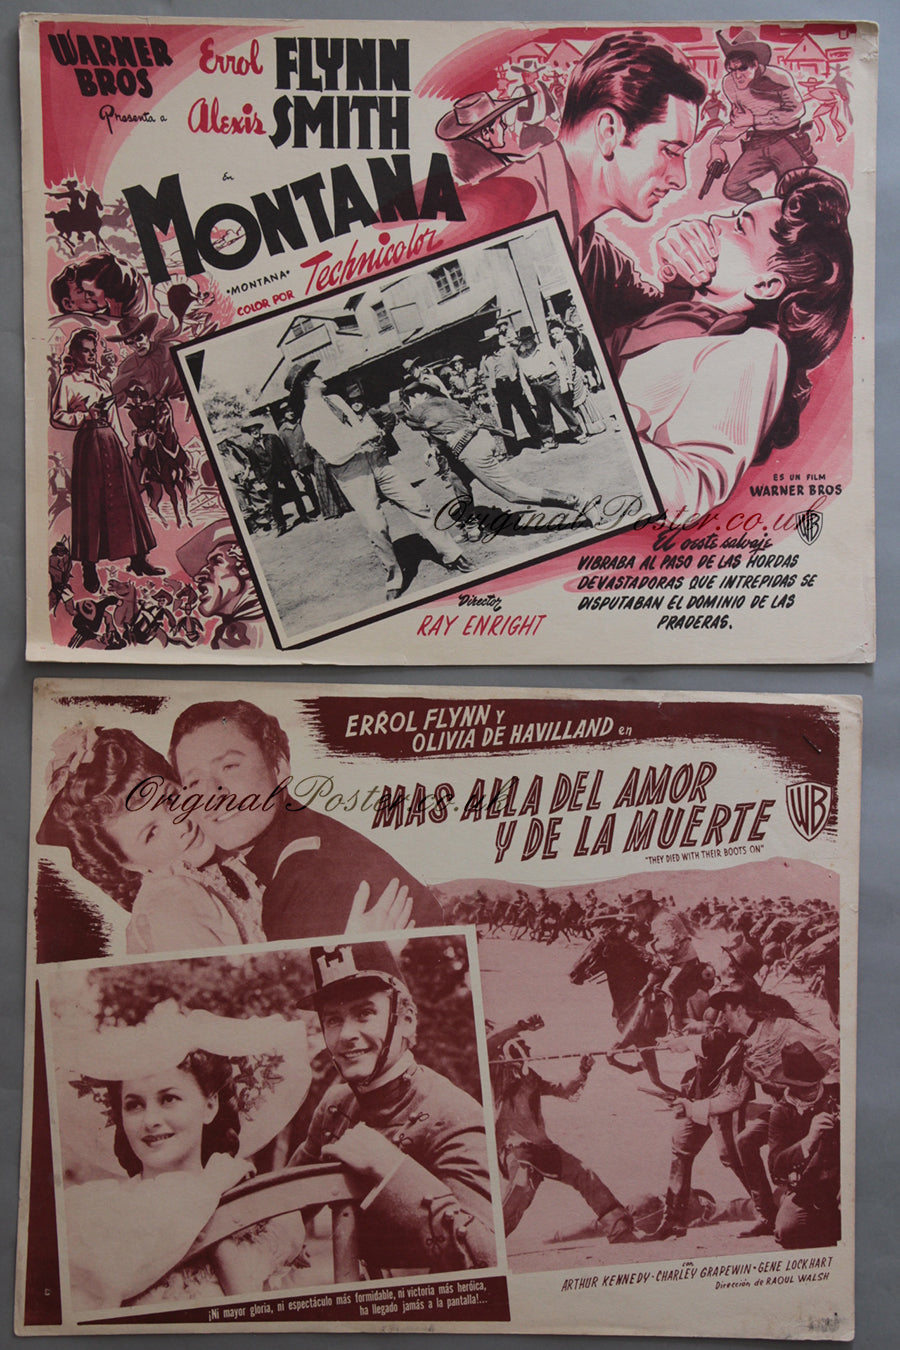 WARNER
BROS
Presenta a
Errol FLYNN
Alexis SMITH
en
MONTANA
"MONTANA"
COLOR POR Technicolor
ES UN FILM
WARNER BROS
WB
OriginalPoster.co.uk
El oeste salvaje
VIBRABA AL PASO DE LAS HORDAS
DEVASTADORAS QUE INTREPIDAS SE
DISPUTABAN EL DOMINIO DE LAS
PRADERAS.
Director
RAY ENRIGHT
ERROL FLYNN Y
OLIVIA DE HAVILLAND en
MAS ALLA DEL AMOR
Y DE LA MUERTE
"THEY DIED WITH THEIR BOOTS ON"
WB
OriginalPoster.co.uk
con
ARTHUR KENNEDY - CHARLEY GRAPEWIN - GENE LOCKHART
Dirección de RAOUL WALSH
¡Ni mayor gloria, ni espectáculo más formidable, ni victoria más heróica,
ha llegado jamás a la pantalla!...